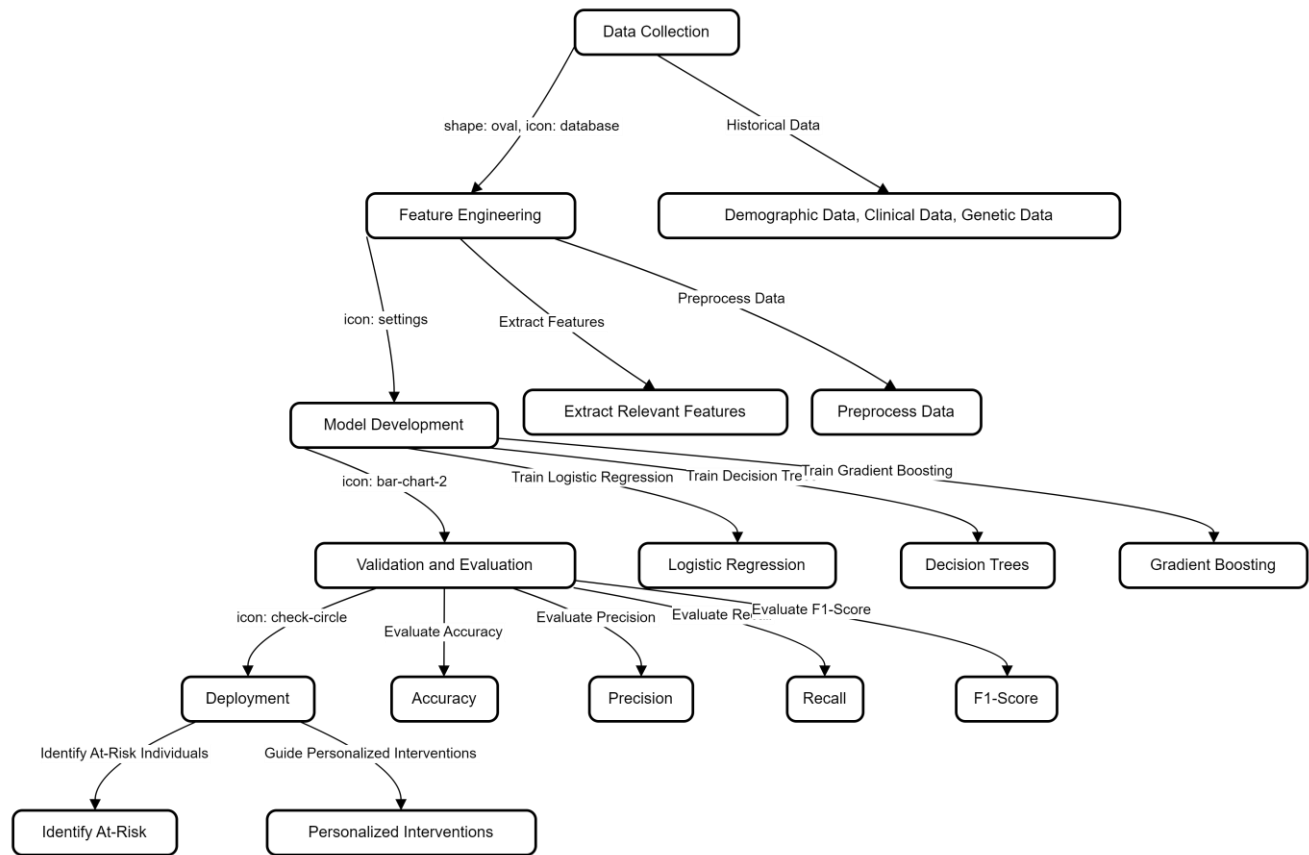 Data Collection
shape: oval, icon: database
Historical Data
Feature Engineering
Demographic Data, Clinical Data, Genetic Data
Preprocess Data
icon: settings
Extract Features
Model Development
Extract Relevant Features
Preprocess Data
Train Gradient Boosting
Train Logistic Regression
Train Decision
icon: bar-chart-2
Validation and Evaluation
Logistic Regression
Decision Trees
Gradient Boosting
Evaluate F1-Score
icon: check-circle
Evaluate Precision
Evaluate
Evaluate Accuracy
Deployment
Accuracy
Precision
Recall
F1-Score
Identify At-Risk Individuals
Guide Personalized Interventions
Identify At-Risk
Personalized Interventions